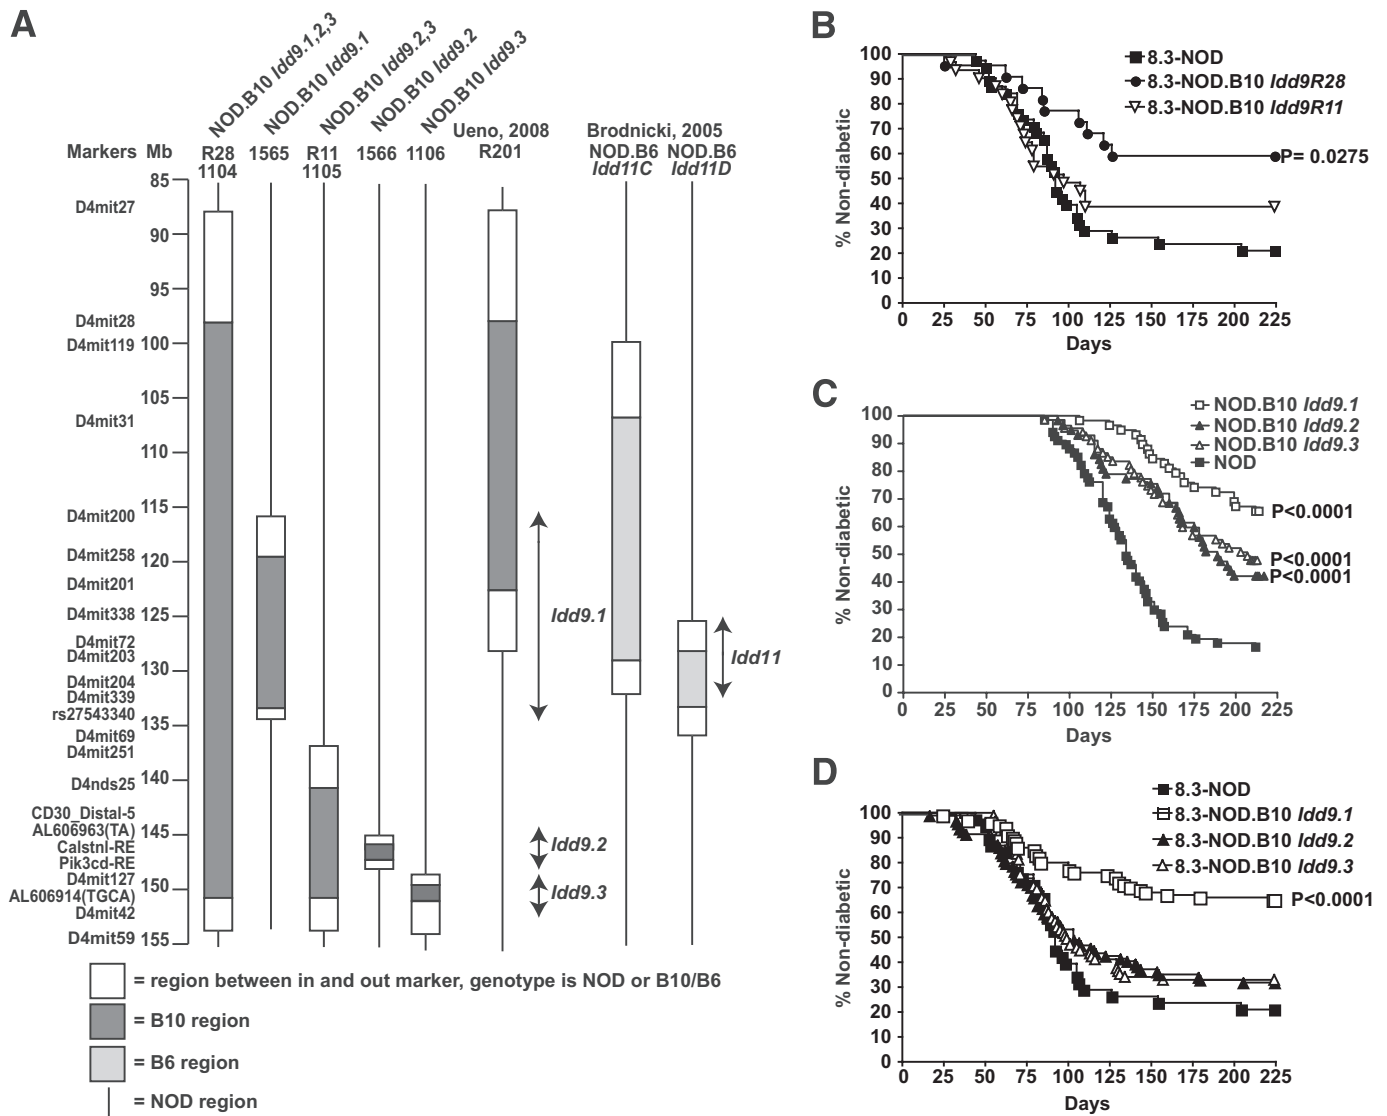 A
NOD.B10 Idd9.1,2,3
NOD.B10 Idd9.1
NOD.B10 Idd9.2,3
NOD.B10 Idd9.2
NOD.B10 Idd9.3
Ueno, 2008
Brodnicki, 2005
Markers Mb
R28
1104
1565
R11
1105
1566
1106
R201
NOD.B6
Idd11C
NOD.B6
Idd11D
85
90
95
100
105
110
115
120
125
130
135
140
145
150
155
D4mit27
D4mit28
D4mit119
D4mit31
D4mit200
D4mit258
D4mit201
D4mit338
D4mit72
D4mit203
D4mit204
D4mit339
rs27543340
D4mit69
D4mit251
D4nds25
CD30_Distal-5
AL606963(TA)
Calstnl-RE
Pik3cd-RE
D4mit127
AL606914(TGCA)
D4mit42
D4mit59
Idd9.1
Idd11
Idd9.2
Idd9.3
= region between in and out marker, genotype is NOD or B10/B6
= B10 region
= B6 region
= NOD region
B
8.3-NOD
8.3-NOD.B10 Idd9R28
8.3-NOD.B10 Idd9R11
% Non-diabetic
100
90
80
70
60
50
40
30
20
10
0
P= 0.0275
0 25 50 75 100 125 150 175 200 225
Days
C
NOD.B10 Idd9.1
NOD.B10 Idd9.2
NOD.B10 Idd9.3
NOD
% Non-diabetic
100
90
80
70
60
50
40
30
20
10
0
P<0.0001
P<0.0001
P<0.0001
0 25 50 75 100 125 150 175 200 225
Days
D
8.3-NOD
8.3-NOD.B10 Idd9.1
8.3-NOD.B10 Idd9.2
8.3-NOD.B10 Idd9.3
% Non-diabetic
100
90
80
70
60
50
40
30
20
10
0
P<0.0001
0 25 50 75 100 125 150 175 200 225
Days